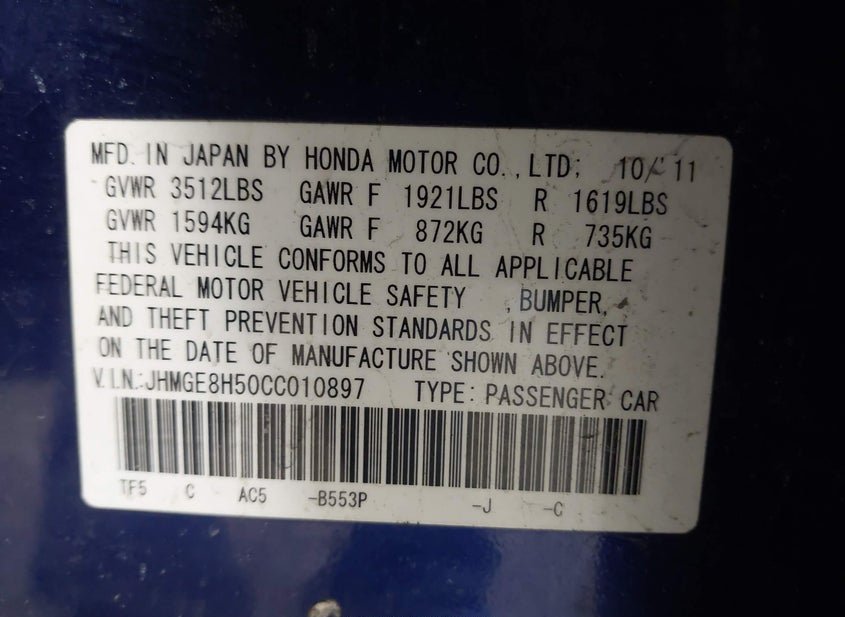 MFD. IN JAPAN BY HONDA MOTOR CO., LTD; 10/'11
GVWR 3512LBS GAWR F 1921LBS R 1619LBS
GVWR 1594KG GAWR F 872KG R 735KG
THIS VEHICLE CONFORMS TO ALL APPLICABLE
FEDERAL MOTOR VEHICLE SAFETY , BUMPER,
AND THEFT PREVENTION STANDARDS IN EFFECT
ON THE DATE OF MANUFACTURE SHOWN ABOVE.
V.I.N.:JHMGE8H50CC010897 TYPE: PASSENGER CAR
TF5 C AC5 -B553P -J -C